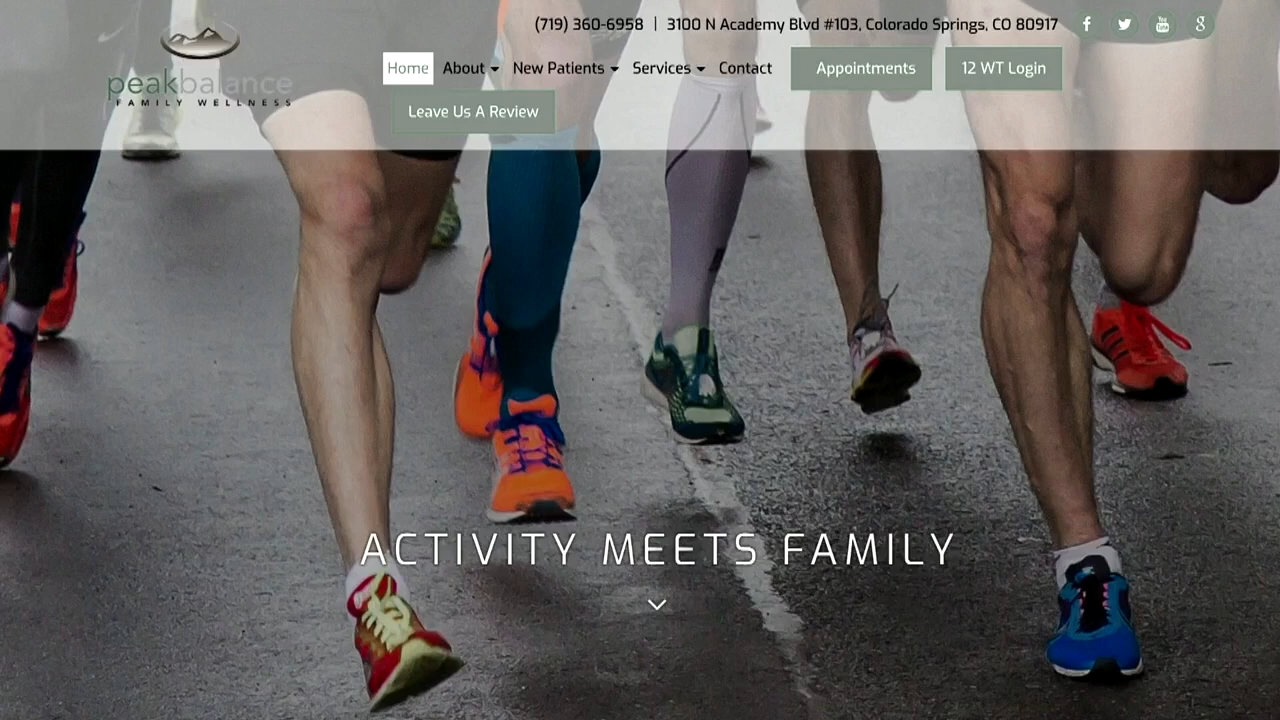 (719) 360-6958 | 3100 N Academy Blvd #103, Colorado Springs, CO 80917
peakbalance
FAMILY WELLNESS
Home About New Patients Services Contact Appointments 12 WT Login
Leave Us A Review
ACTIVITY MEETS FAMILY